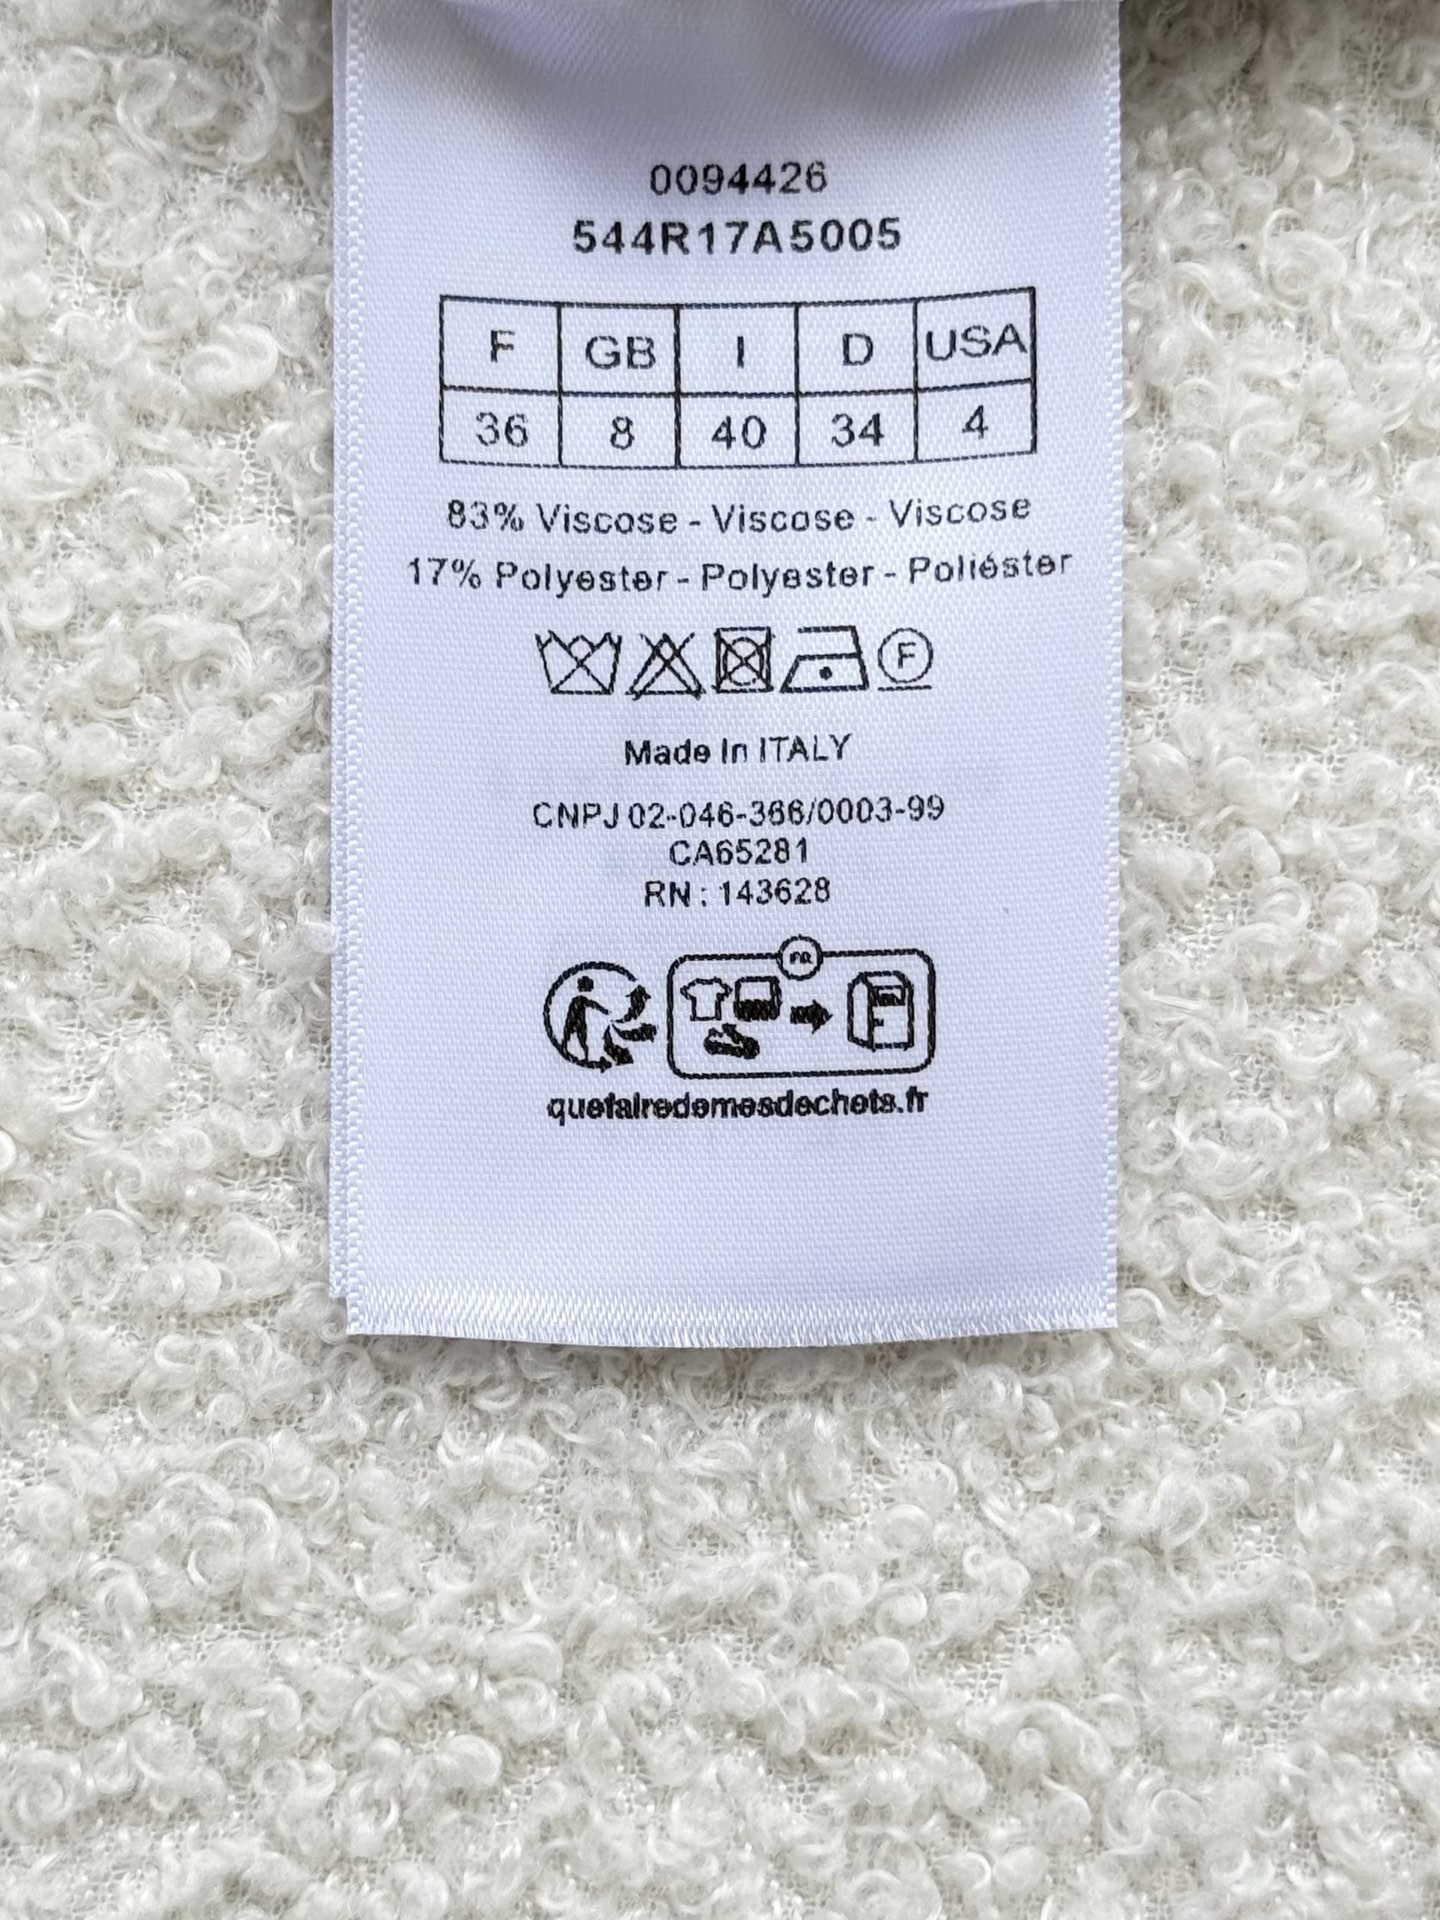 0094426
544R17A5005
F GB I D USA
36 8 40 34 4
83% Viscose - Viscose - Viscose
17% Polyester - Polyester - Poliéster
F
Made In ITALY
CNPJ 02-046-366/0003-99
CA65281
RN : 143628
FR
quefairedemesdechets.fr